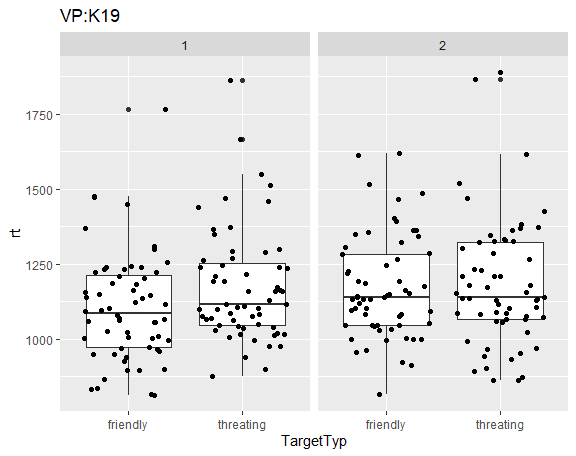 VP:K19
1 2
rt
1750
1500
1250
1000
friendly threating friendly threating
TargetTyp